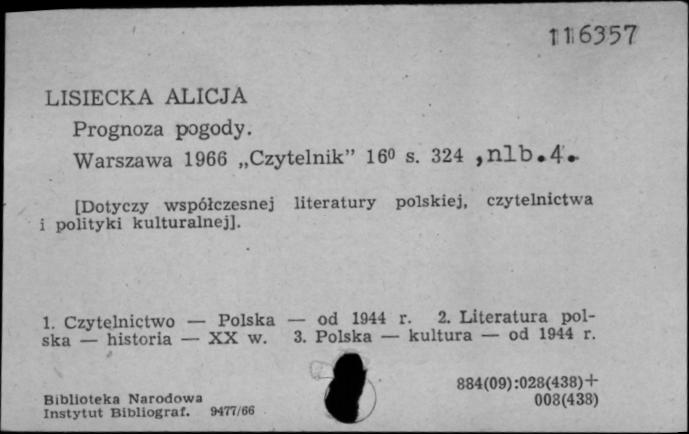 116357
LISIECKA ALICJA
Prognoza pogody.
Warszawa 1966 „Czytelnik” 16⁰ s. 324 ,nlb.4.
[Dotyczy współczesnej literatury polskiej, czytelnictwa
i polityki kulturalnej].
1. Czytelnictwo — Polska — od 1944 r. 2. Literatura pol-
ska — historia — XX w. 3. Polska — kultura — od 1944 r.
884(09):028(438)+
008(438)
Biblioteka Narodowa
Instytut Bibliograf. 9477/66